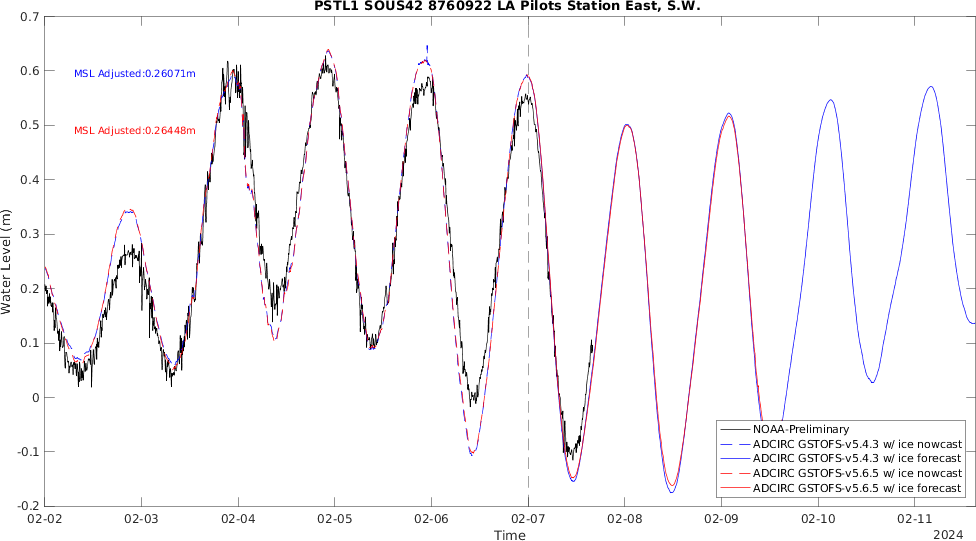 PSTL1 SOUS42 8760922 LA Pilots Station East, S.W.
0.7
0.6
0.5
0.4
0.3
0.2
0.1
0
-0.1
-0.2
Water Level (m)
MSL Adjusted:0.26071m
MSL Adjusted:0.26448m
NOAA-Preliminary
ADCIRC GSTOFS-v5.4.3 w/ ice nowcast
ADCIRC GSTOFS-v5.4.3 w/ ice forecast
ADCIRC GSTOFS-v5.6.5 w/ ice nowcast
ADCIRC GSTOFS-v5.6.5 w/ ice forecast
02-02 02-03 02-04 02-05 02-06 02-07 02-08 02-09 02-10 02-11
Time
2024